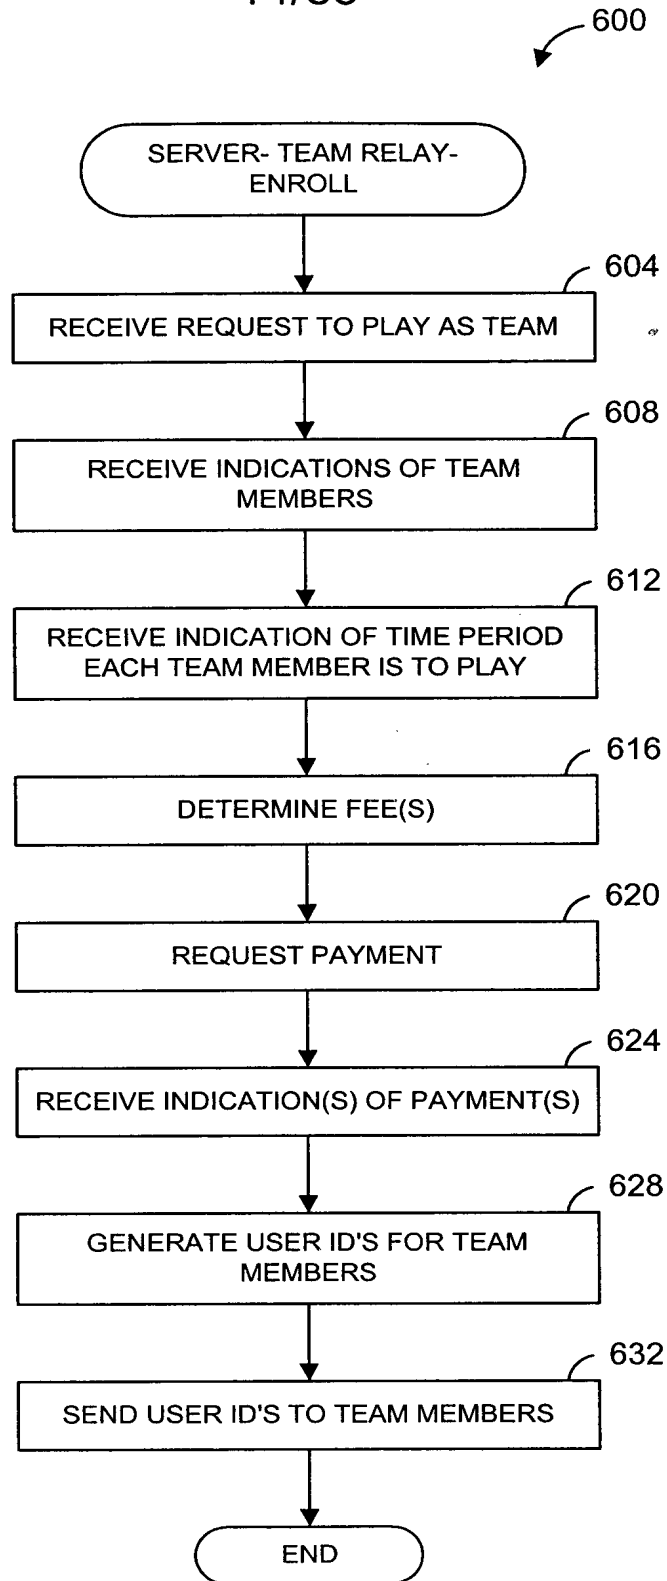 600
SERVER- TEAM RELAY-
ENROLL
604
RECEIVE REQUEST TO PLAY AS TEAM
608
RECEIVE INDICATIONS OF TEAM
MEMBERS
612
RECEIVE INDICATION OF TIME PERIOD
EACH TEAM MEMBER IS TO PLAY
616
DETERMINE FEE(S)
620
REQUEST PAYMENT
624
RECEIVE INDICATION(S) OF PAYMENT(S)
628
GENERATE USER ID'S FOR TEAM
MEMBERS
632
SEND USER ID'S TO TEAM MEMBERS
END